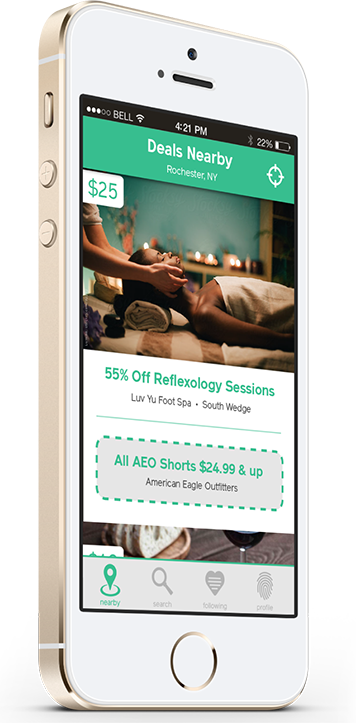 ●●●○○ BELL
4:21 PM
22%
Deals Nearby
Rochester, NY
$25
55% Off Reflexology Sessions
Luv Yu Foot Spa • South Wedge
All AEO Shorts $24.99 & up
American Eagle Outfitters
nearby
search
following
profile